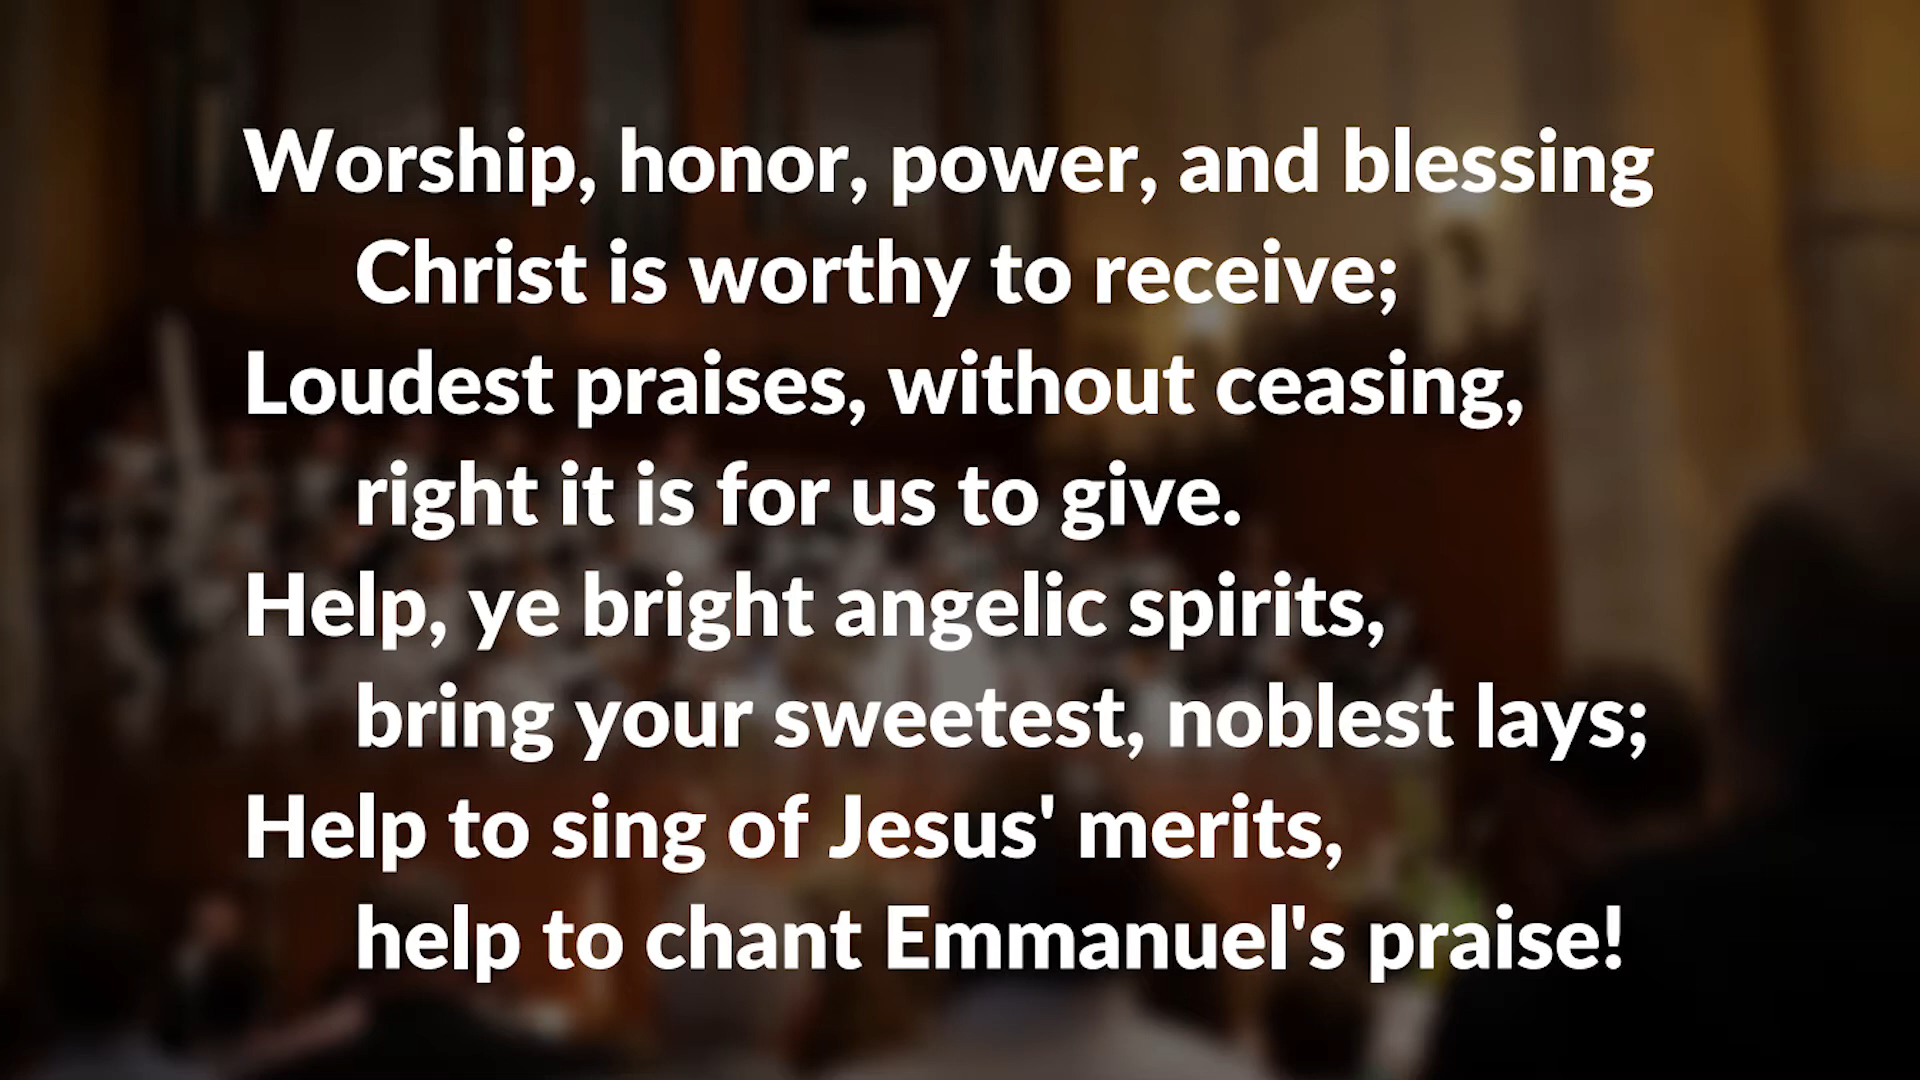 Worship, honor, power, and blessing
Christ is worthy to receive;
Loudest praises, without ceasing,
right it is for us to give.
Help, ye bright angelic spirits,
bring your sweetest, noblest lays;
Help to sing of Jesus' merits,
help to chant Emmanuel's praise!